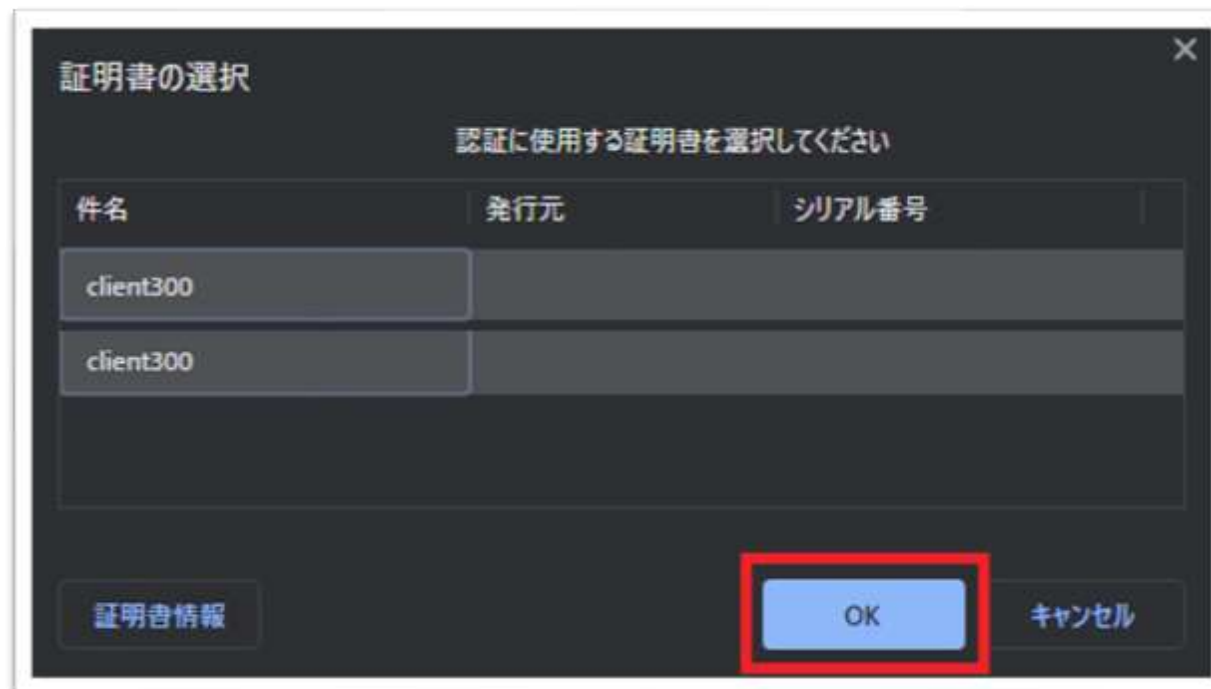 証明書の選択
認証に使用する証明書を選択してください
件名 発行元 シリアル番号
client300
client300
証明書情報 OK キャンセル